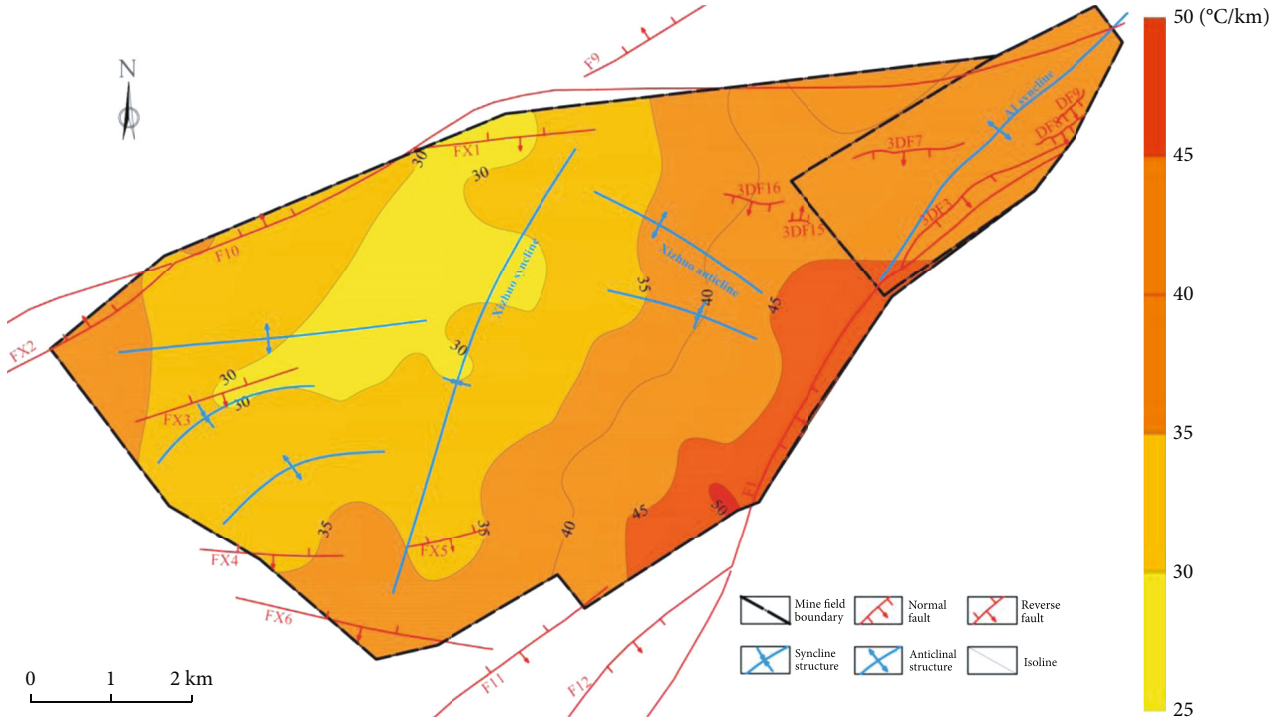 50 (°C/km)
F9
N
A1 syncline
DF9
DF8
45
FX1
30
30
3DF7
3DF16
3DF3
3DF15
F10
Xizhuo syncline
Xizhuo anticline
35
40
45
40
FX2
30
30
30
FX3
35
F1
50
45
35
35
40
FX5
FX4
30
FX6
Mine field
boundary
Normal
fault
Reverse
fault
Syncline
structure
Anticlinal
structure
Isoline
0 1 2 km
F11
F12
25